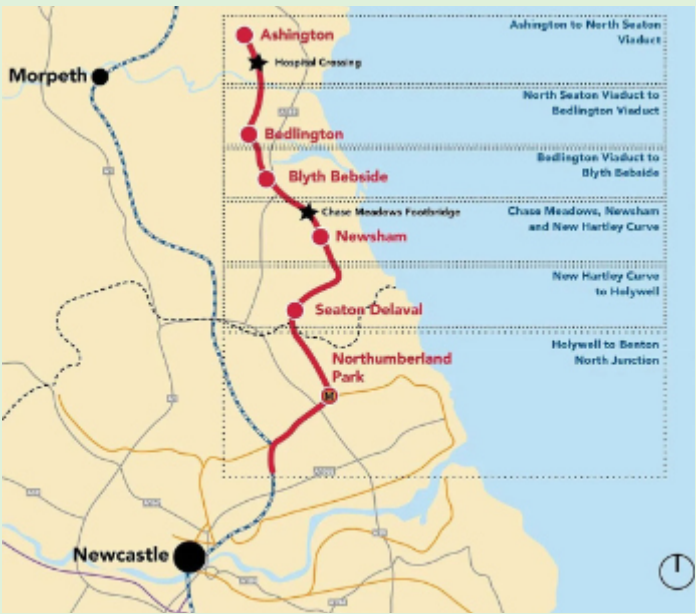 Ashington to North Seaton
Viaduct
Ashington
Hospital Crossing
Morpeth
North Seaton Viaduct to
Bedlington Viaduct
Bedlington
Bedlington Viaduct to
Blyth Bebside
Blyth Bebside
Chase Meadows Footbridge
Chase Meadows, Newsham
and New Hartley Curve
Newsham
New Hartley Curve
to Holywell
Seaton Delaval
Holywell to Benton
North Junction
Northumberland
Park
M
Newcastle